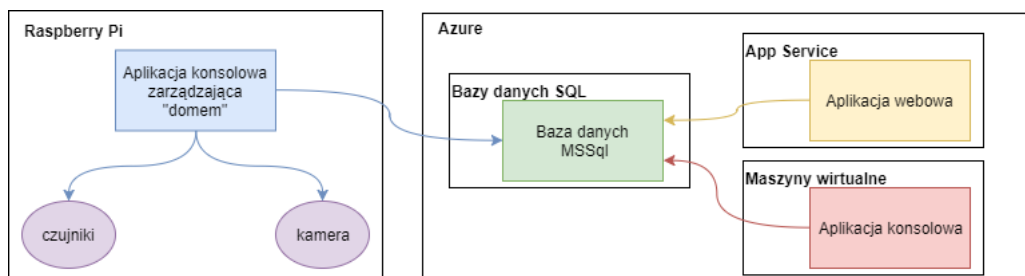 Raspberry Pi
Aplikacja konsolowa
zarządzająca
"domem"
czujniki
kamera
Azure
Bazy danych SQL
Baza danych
MSSql
App Service
Aplikacja webowa
Maszyny wirtualne
Aplikacja konsolowa